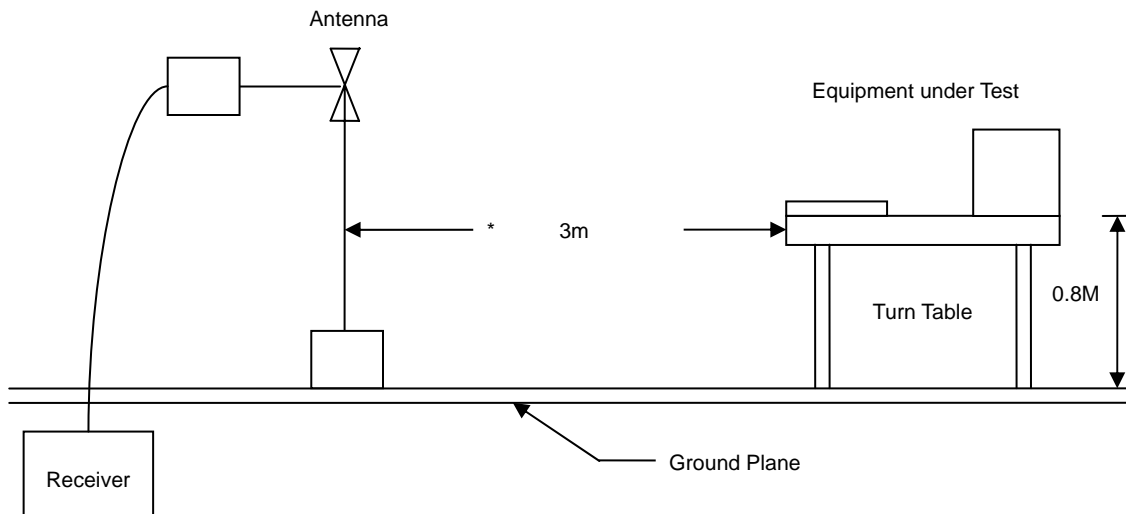 Antenna
Equipment under Test
* 3m
0.8M
Turn Table
Ground Plane
Receiver